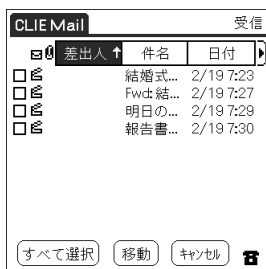 CLIE Mail 受信
差出人 件名 日付
結婚式... 2/19 7:23
Fwd: 結... 2/19 7:27
明日の... 2/19 7:29
報告書... 2/19 7:30
すべて選択 移動 キャンセル